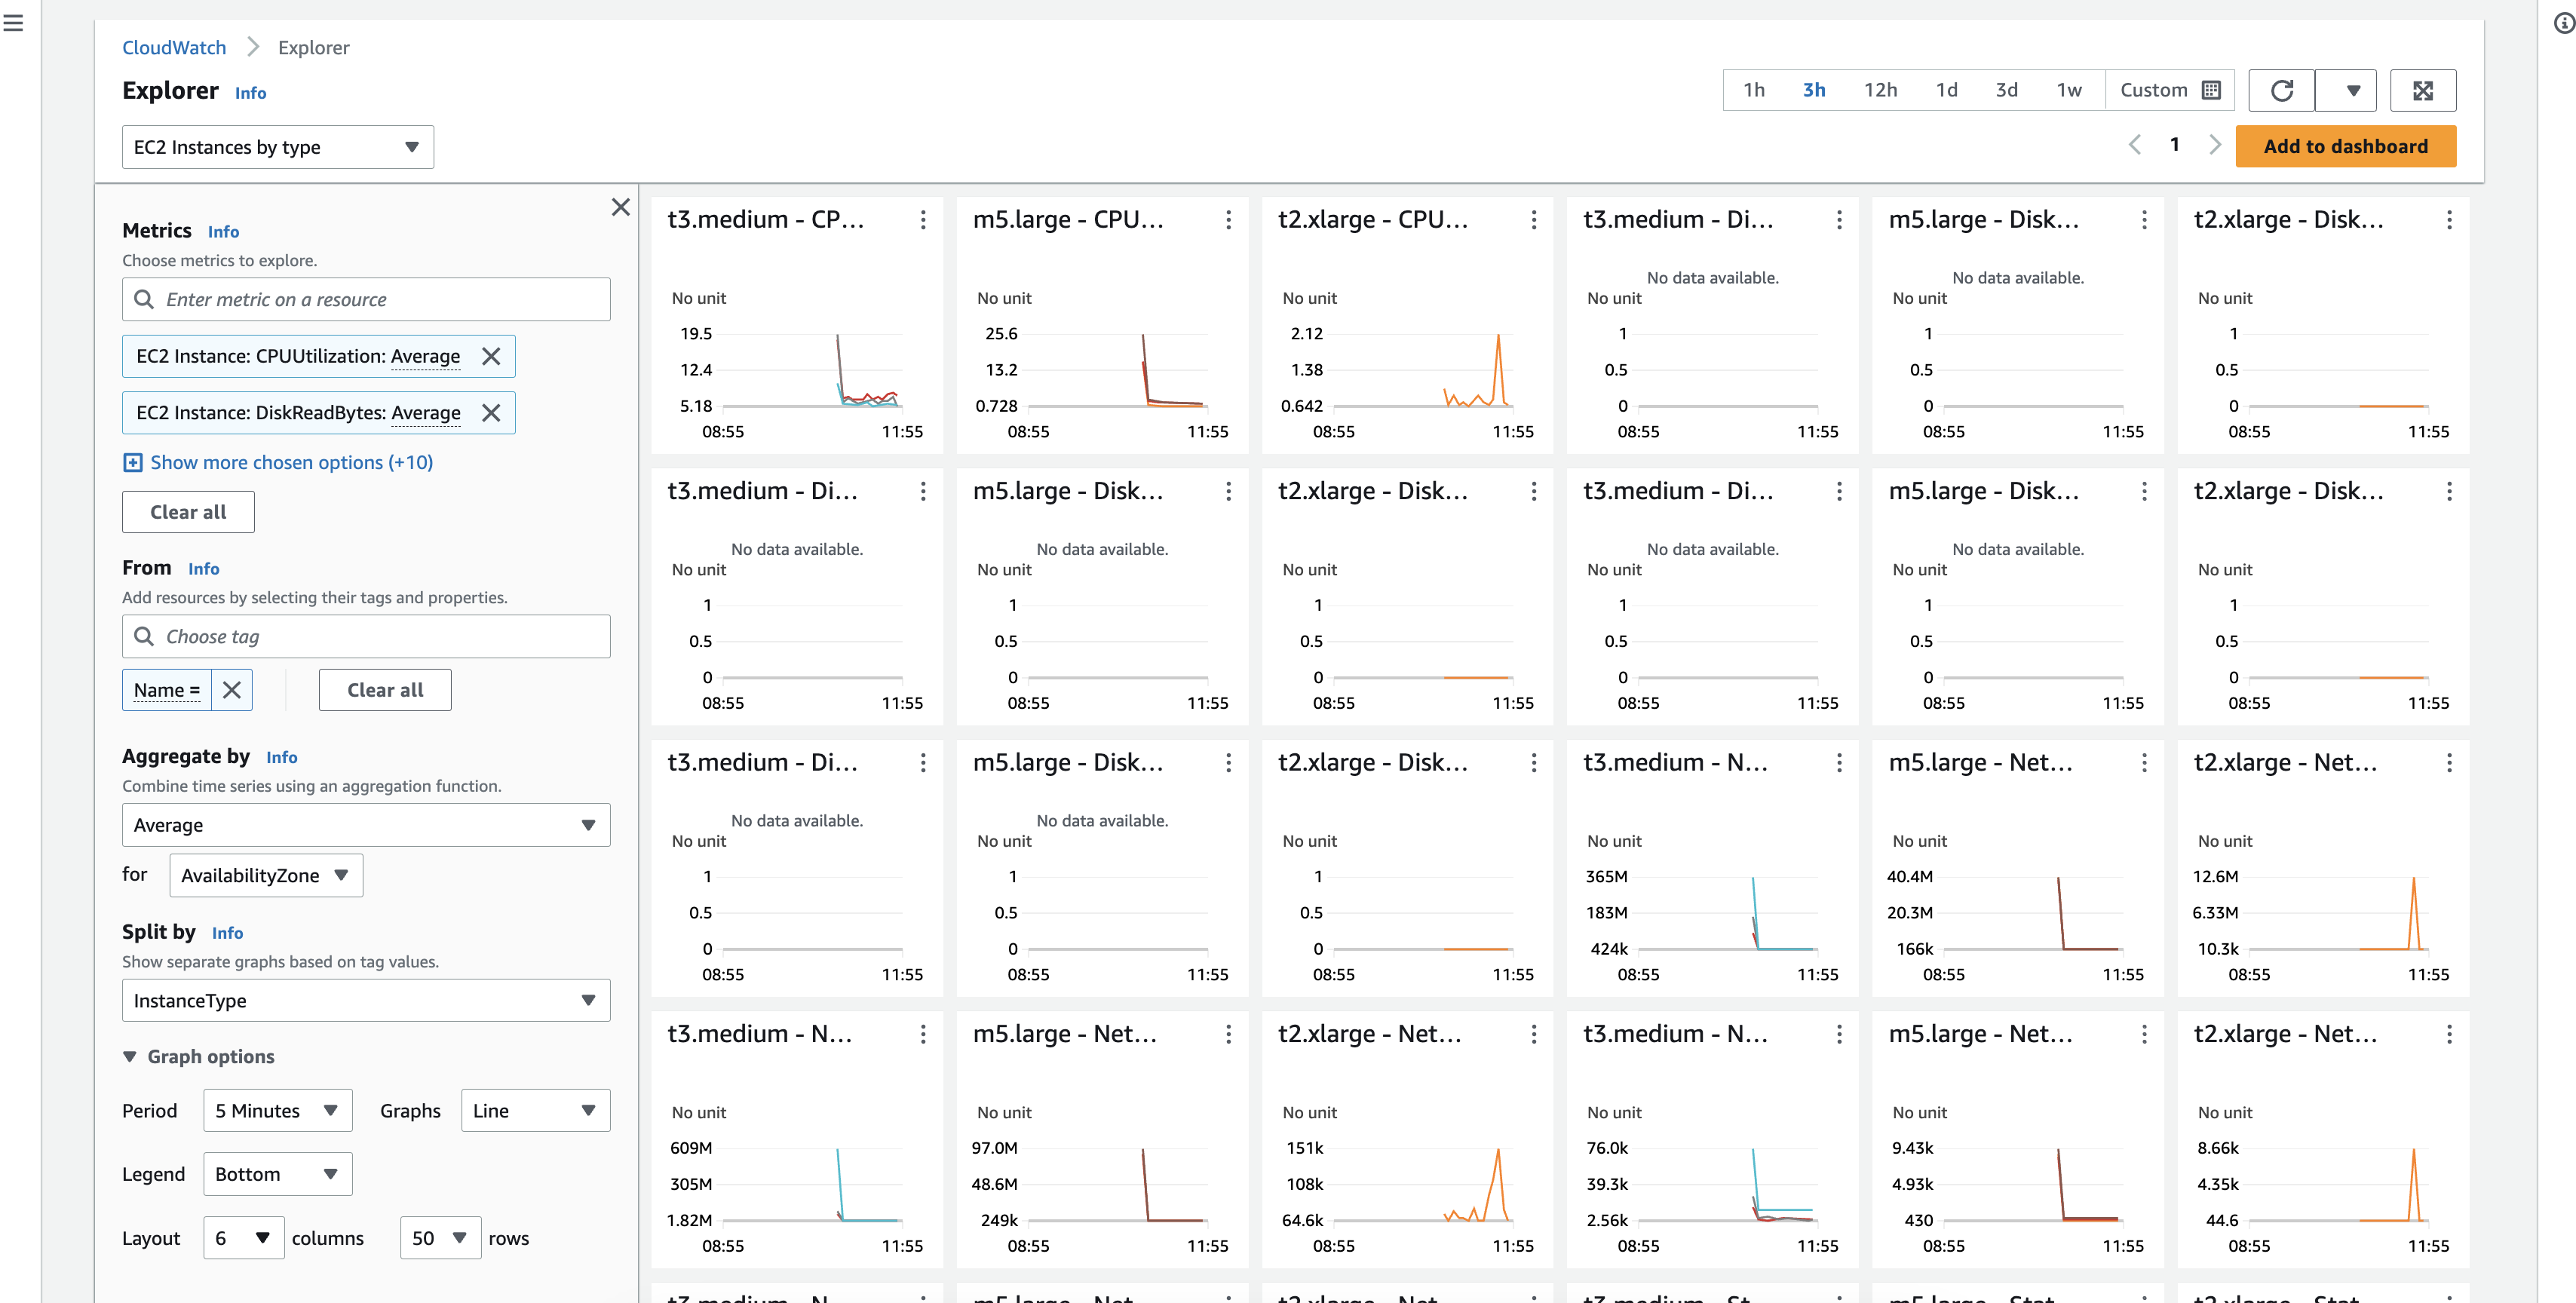 CloudWatch > Explorer
Explorer Info
1h 3h 12h 1d 3d 1w Custom
EC2 Instances by type
1
Add to dashboard
Metrics Info
Choose metrics to explore.
Enter metric on a resource
EC2 Instance: CPUUtilization: Average
EC2 Instance: DiskReadBytes: Average
Show more chosen options (+10)
Clear all
From Info
Add resources by selecting their tags and properties.
Choose tag
Name =
Clear all
Aggregate by Info
Combine time series using an aggregation function.
Average
for AvailabilityZone
Split by Info
Show separate graphs based on tag values.
InstanceType
Graph options
Period 5 Minutes Graphs Line
Legend Bottom
Layout 6 columns 50 rows
t3.medium - CP...
No unit
19.5
12.4
5.18
08:55 11:55
m5.large - CPU...
No unit
25.6
13.2
0.728
08:55 11:55
t2.xlarge - CPU...
No unit
2.12
1.38
0.642
08:55 11:55
t3.medium - Di...
No data available.
No unit
1
0.5
0
08:55 11:55
m5.large - Disk...
No data available.
No unit
1
0.5
0
08:55 11:55
t2.xlarge - Disk...
No unit
1
0.5
0
08:55 11:55
t3.medium - Di...
No data available.
No unit
1
0.5
0
08:55 11:55
m5.large - Disk...
No data available.
No unit
1
0.5
0
08:55 11:55
t2.xlarge - Disk...
No unit
1
0.5
0
08:55 11:55
t3.medium - Di...
No data available.
No unit
1
0.5
0
08:55 11:55
m5.large - Disk...
No data available.
No unit
1
0.5
0
08:55 11:55
t2.xlarge - Disk...
No unit
1
0.5
0
08:55 11:55
t3.medium - Di...
No data available.
No unit
1
0.5
0
08:55 11:55
m5.large - Disk...
No data available.
No unit
1
0.5
0
08:55 11:55
t2.xlarge - Disk...
No unit
1
0.5
0
08:55 11:55
t3.medium - N...
No unit
365M
183M
424k
08:55 11:55
m5.large - Net...
No unit
40.4M
20.3M
166k
08:55 11:55
t2.xlarge - Net...
No unit
12.6M
6.33M
10.3k
08:55 11:55
t3.medium - N...
No unit
609M
305M
1.82M
08:55 11:55
m5.large - Net...
No unit
97.0M
48.6M
249k
08:55 11:55
t2.xlarge - Net...
No unit
151k
108k
64.6k
08:55 11:55
t3.medium - N...
No unit
76.0k
39.3k
2.56k
08:55 11:55
m5.large - Net...
No unit
9.43k
4.93k
430
08:55 11:55
t2.xlarge - Net...
No unit
8.66k
4.35k
44.6
08:55 11:55
t3.medium - N...
m5.large - Net...
t2.xlarge - Net...
t3.medium - St...
m5.large - Stat...
t2.xlarge - Stat...